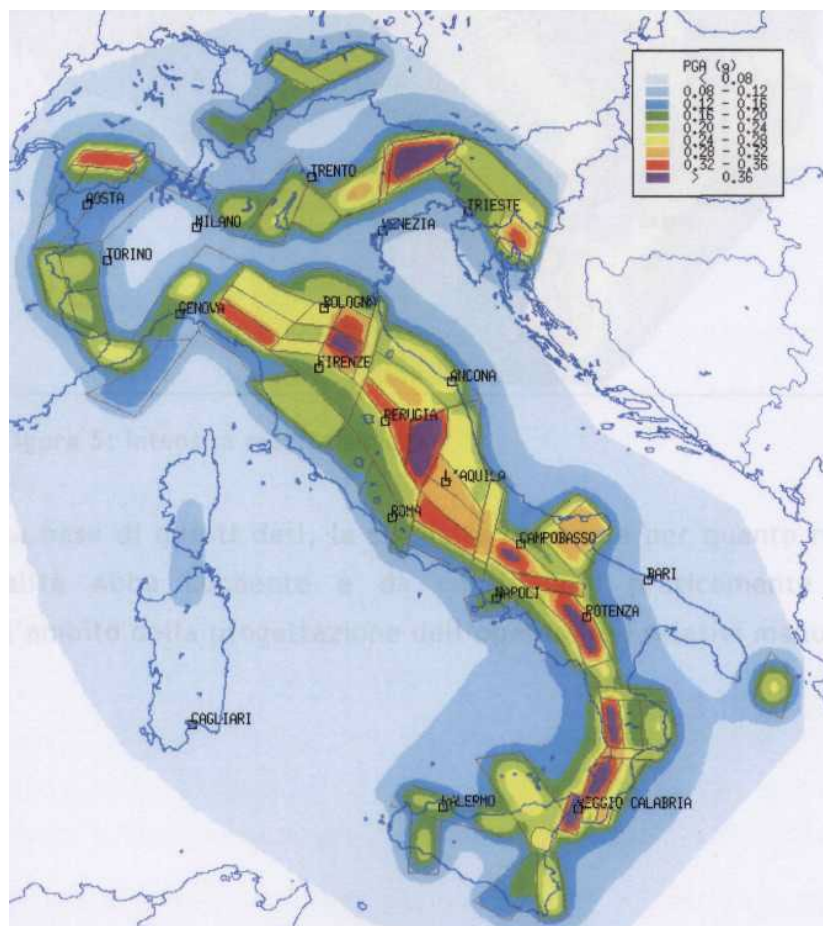 PGA (g)
< 0.08
0.08 - 0.12
0.12 - 0.16
0.16 - 0.20
0.20 - 0.24
0.24 - 0.28
0.28 - 0.32
0.32 - 0.36
> 0.36
TRENTO
AOSTA
TRIESTE
MILANO
VENEZIA
TORINO
GENOVA
BOLOGNA
FIRENZE
ANCONA
PERUGIA
L'AQUILA
ROMA
CAMPOBASSO
BARI
NAPOLI
POTENZA
CAGLIARI
PALERMO
REGGIO CALABRIA